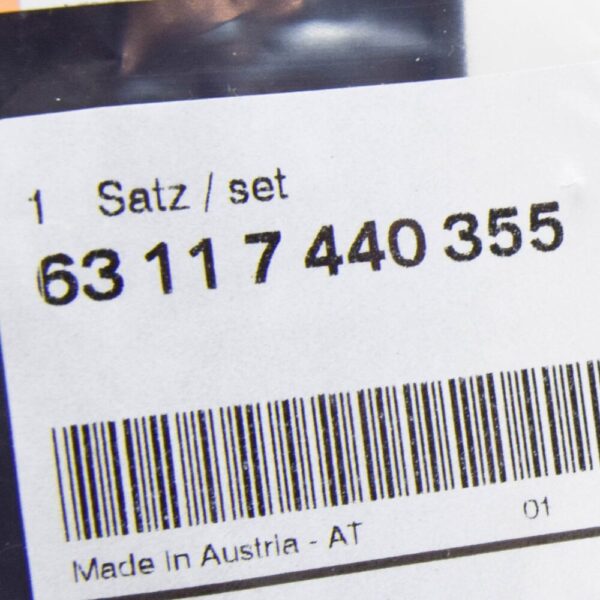 1 Satz / set
63 11 7 440 355
Made In Austria - AT 01